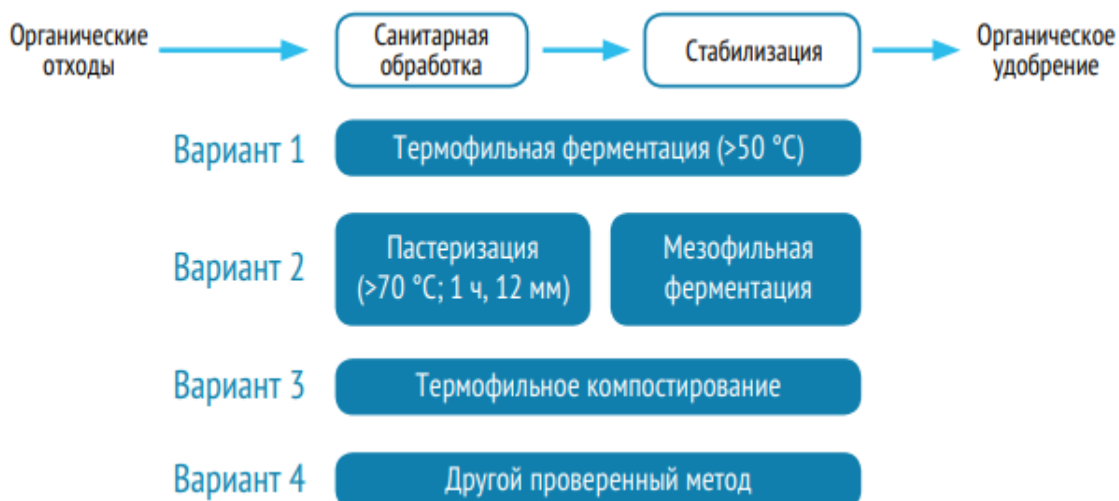 Органические
отходы
Санитарная
обработка
Стабилизация
Органическое
удобрение
Вариант 1
Термофильная ферментация (>50 °C)
Вариант 2
Пастеризация
(>70 °C; 1 ч, 12 мм)
Мезофильная
ферментация
Вариант 3
Термофильное компостирование
Вариант 4
Другой проверенный метод